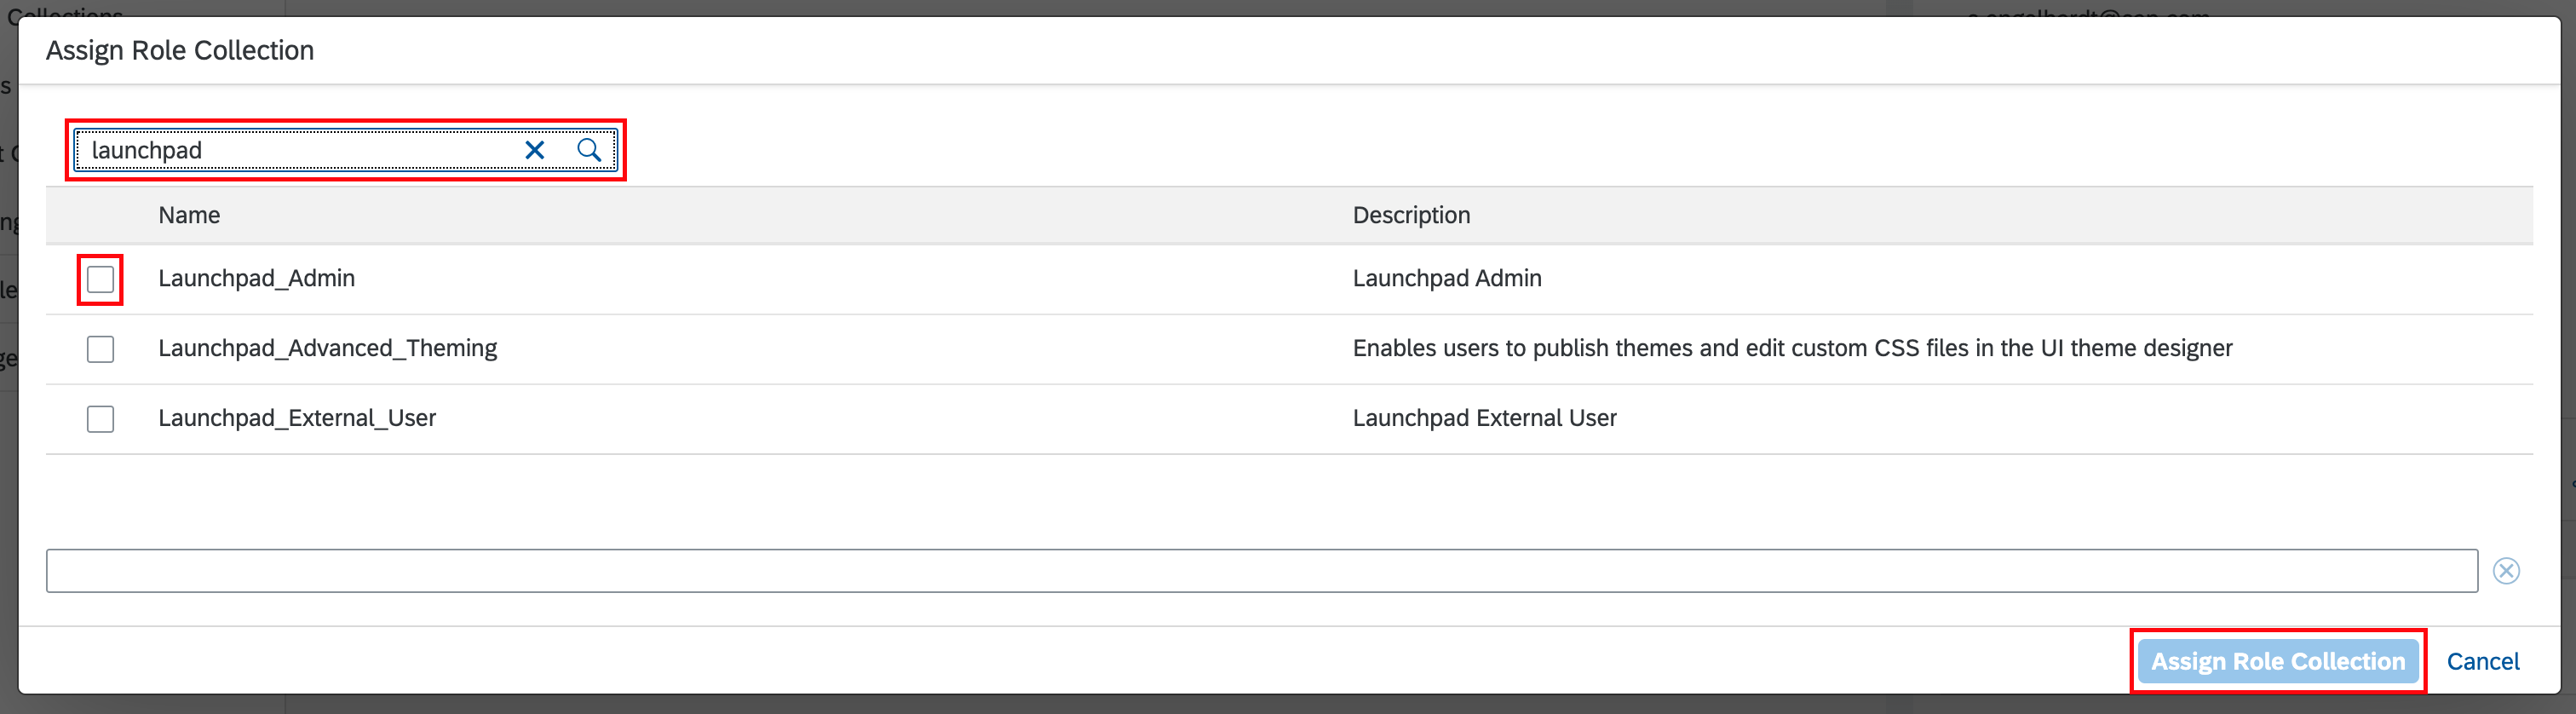 Collections
Assign Role Collection
launchpad
Name Description
Launchpad_Admin Launchpad Admin
Launchpad_Advanced_Theming Enables users to publish themes and edit custom CSS files in the UI theme designer
Launchpad_External_User Launchpad External User
Assign Role Collection Cancel